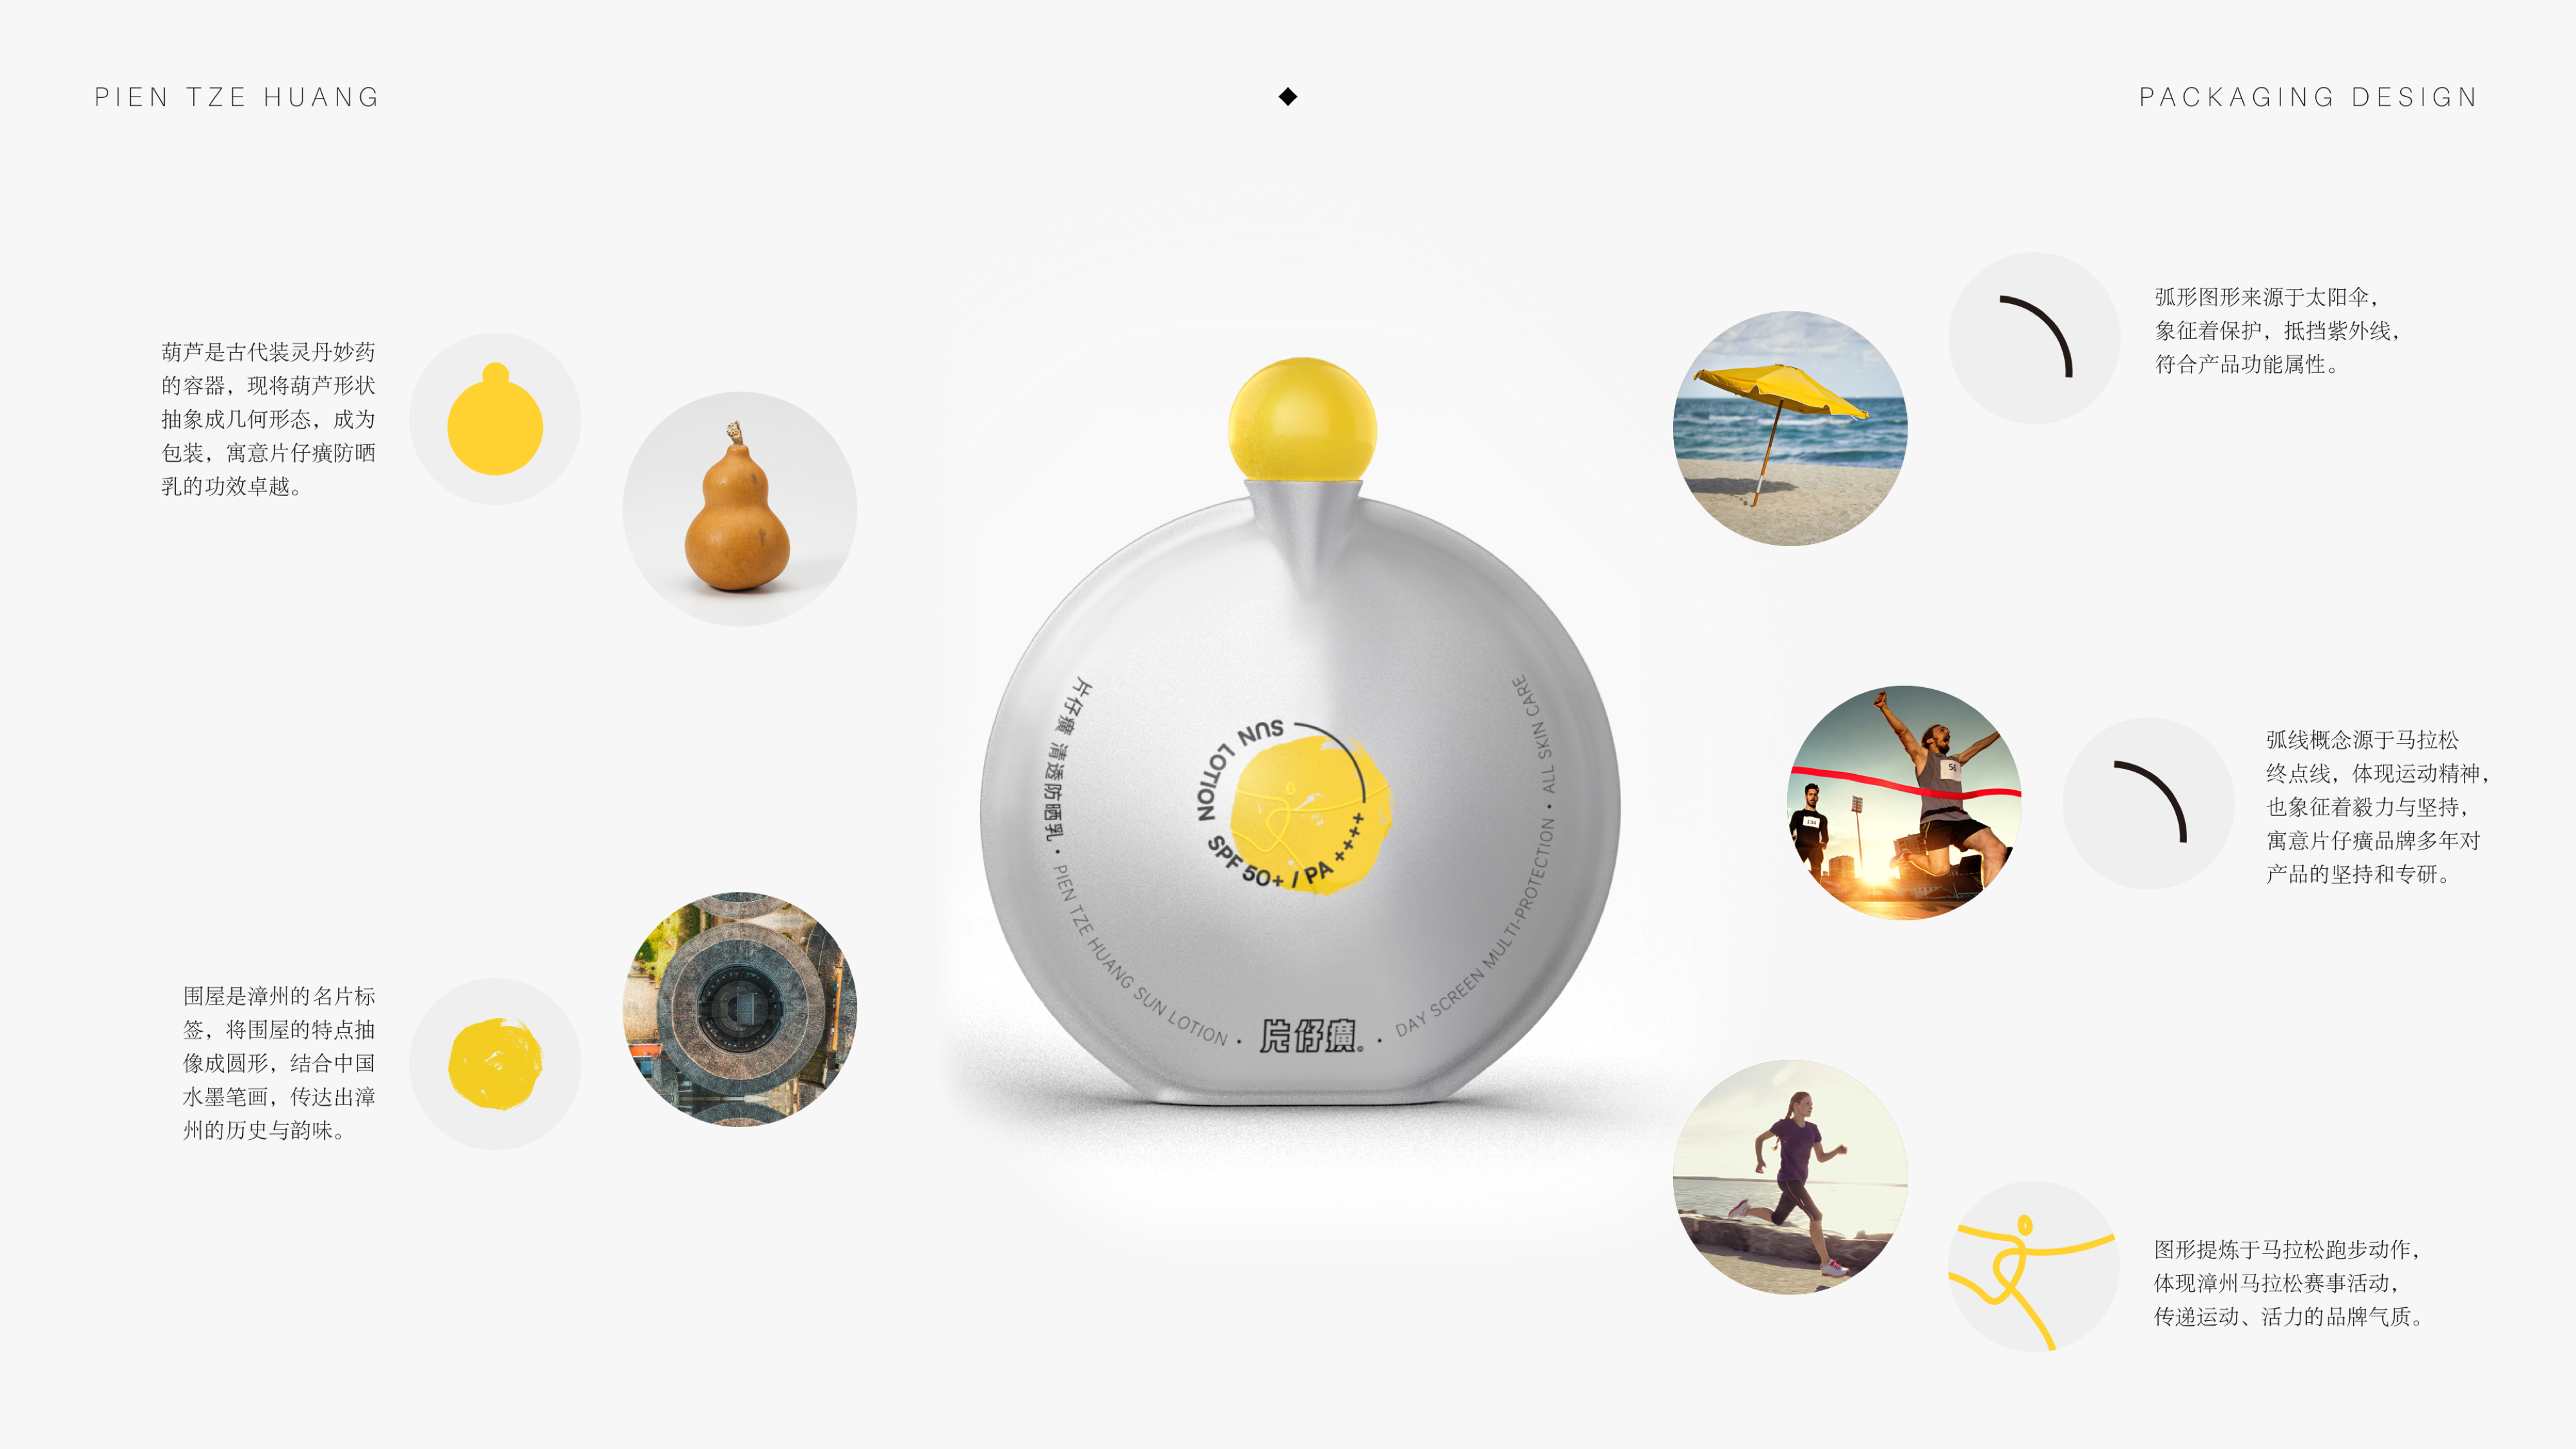 PIEN TZE HUANG
PACKAGING DESIGN
葫芦是古代装灵丹妙药
的容器，现将葫芦形状
抽象成几何形态，成为
包装，寓意片仔癀防晒
乳的功效卓越。
围屋是漳州的名片标
签，将围屋的特点抽
像成圆形，结合中国
水墨笔画，传达出漳
州的历史与韵味。
片仔癀 清透防晒乳 • PIEN TZE HUANG SUN LOTION • 片仔癀。 • DAY SCREEN MULTI-PROTECTION • ALL SKIN CARE
SUN LOTION
SPF 50+ / PA ++++
弧形图形来源于太阳伞，
象征着保护，抵挡紫外线，
符合产品功能属性。
56
134
弧线概念源于马拉松
终点线，体现运动精神，
也象征着毅力与坚持，
寓意片仔癀品牌多年对
产品的坚持和专研。
图形提炼于马拉松跑步动作，
体现漳州马拉松赛事活动，
传递运动、活力的品牌气质。